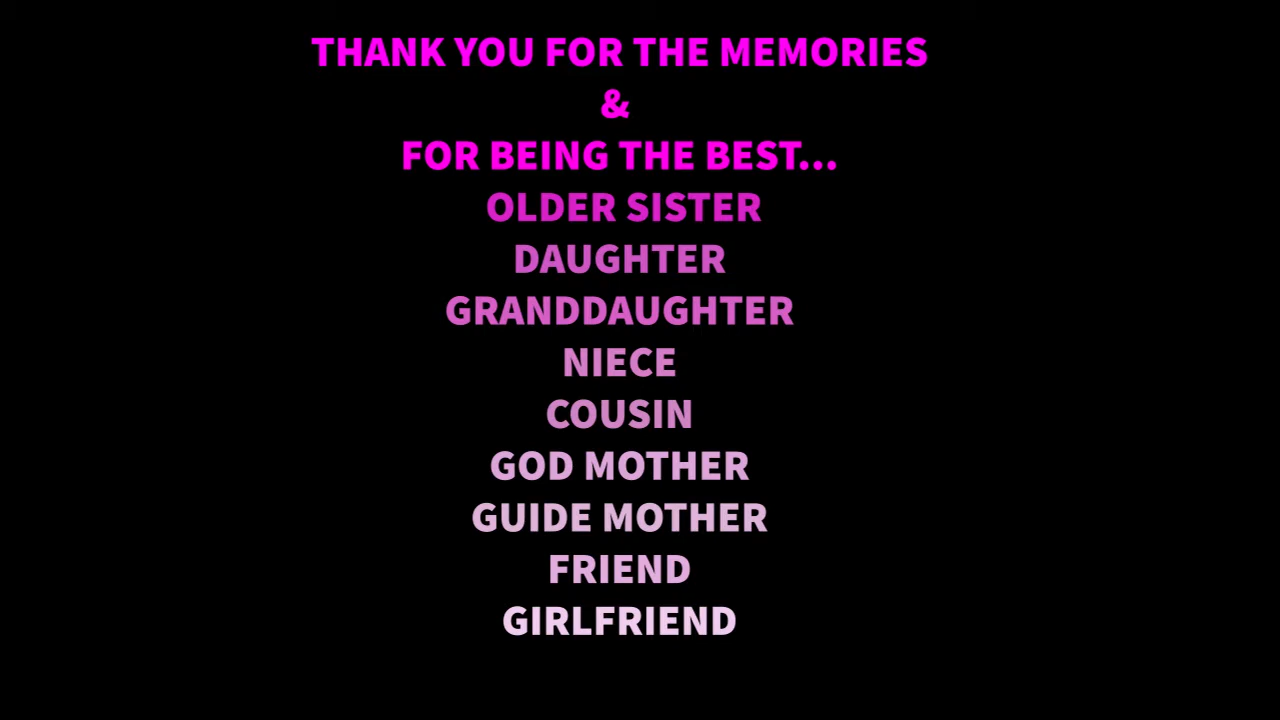 THANK YOU FOR THE MEMORIES
&
FOR BEING THE BEST...
OLDER SISTER
DAUGHTER
GRANDDAUGHTER
NIECE
COUSIN
GOD MOTHER
GUIDE MOTHER
FRIEND
GIRLFRIEND